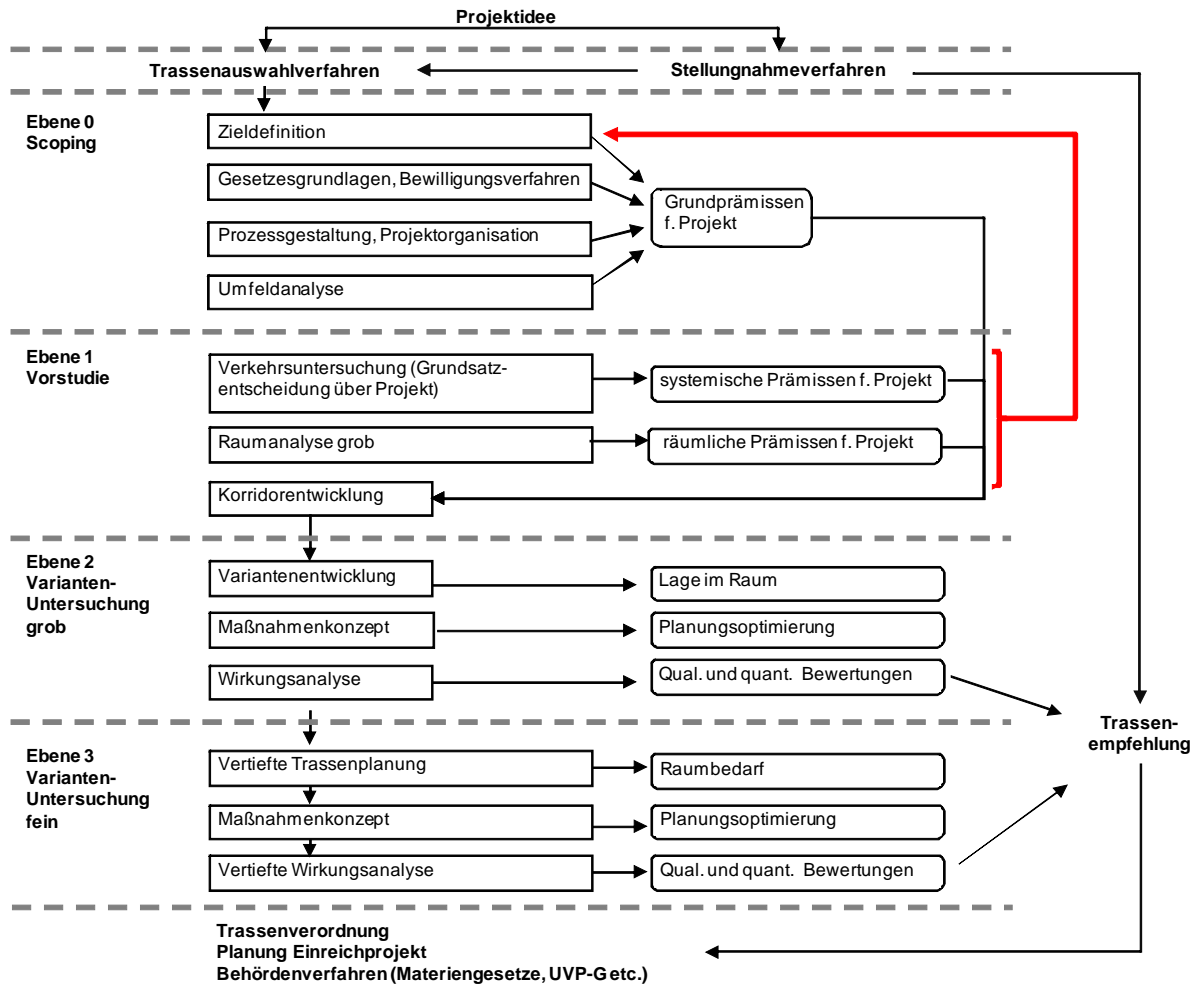 Projektidee
Trassenauswahlverfahren
Stellungnahmeverfahren
Ebene 0
Scoping
Zieldefinition
Gesetzesgrundlagen, Bewilligungsverfahren
Prozessgestaltung, Projektorganisation
Umfeldanalyse
Grundprämissen
f. Projekt
Ebene 1
Vorstudie
Verkehrsuntersuchung (Grundsatz-
entscheidung über Projekt)
systemische Prämissen f. Projekt
Raumanalyse grob
räumliche Prämissen f. Projekt
Korridorentwicklung
Ebene 2
Varianten-
Untersuchung
grob
Variantenentwicklung
Lage im Raum
Maßnahmenkonzept
Planungsoptimierung
Wirkungsanalyse
Qual. und quant. Bewertungen
Trassen-
empfehlung
Ebene 3
Varianten-
Untersuchung
fein
Vertiefte Trassenplanung
Raumbedarf
Maßnahmenkonzept
Planungsoptimierung
Vertiefte Wirkungsanalyse
Qual. und quant. Bewertungen
Trassenverordnung
Planung Einreichprojekt
Behördenverfahren (Materiengesetze, UVP-G etc.)